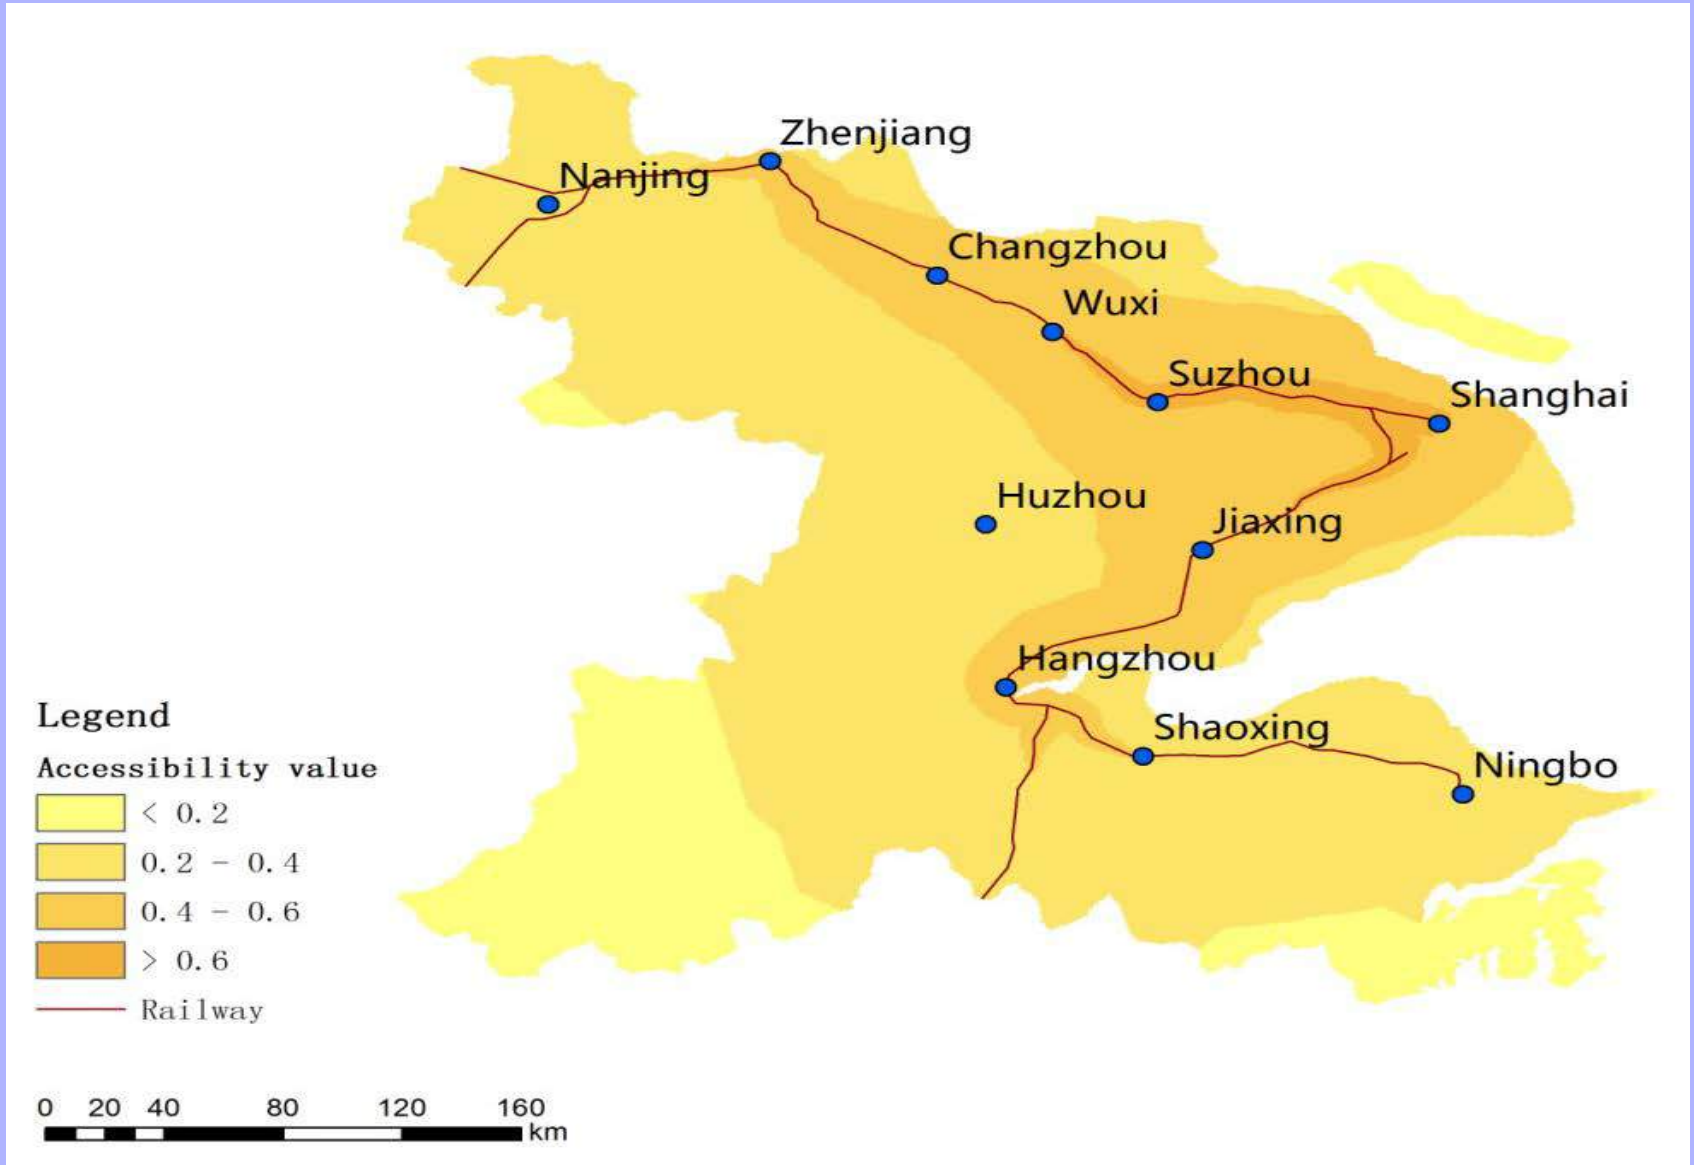 Zhenjiang
Nanjing
Changzhou
Wuxi
Suzhou
Shanghai
Huzhou
Jiaxing
Hangzhou
Shaoxing
Ningbo
Legend
Accessibility value
< 0.2
0.2 - 0.4
0.4 - 0.6
> 0.6
Railway
0 20 40 80 120 160
km